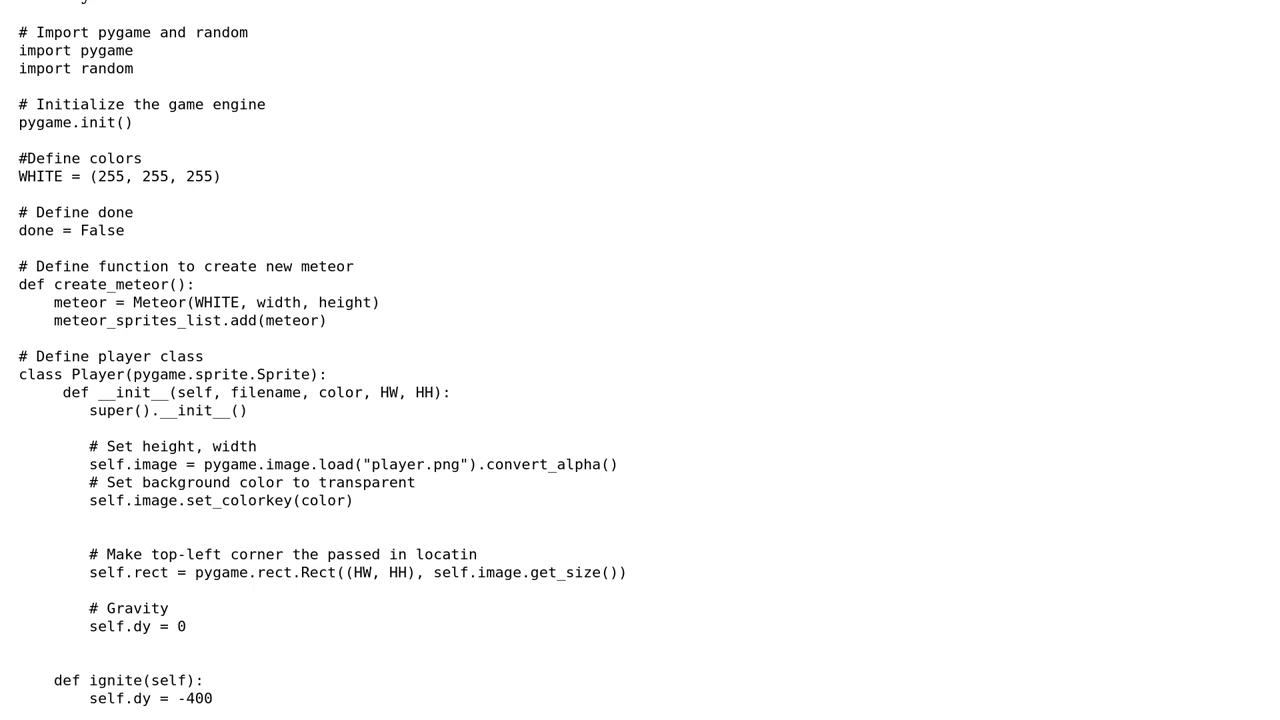 # Import pygame and random
import pygame
import random

# Initialize the game engine
pygame.init()

#Define colors
WHITE = (255, 255, 255)

# Define done
done = False

# Define function to create new meteor
def create_meteor():
    meteor = Meteor(WHITE, width, height)
    meteor_sprites_list.add(meteor)

# Define player class
class Player(pygame.sprite.Sprite):
     def __init__(self, filename, color, HW, HH):
        super().__init__()

        # Set height, width
        self.image = pygame.image.load("player.png").convert_alpha()
        # Set background color to transparent
        self.image.set_colorkey(color)


        # Make top-left corner the passed in locatin
        self.rect = pygame.rect.Rect((HW, HH), self.image.get_size())

        # Gravity
        self.dy = 0


    def ignite(self):
        self.dy = -400